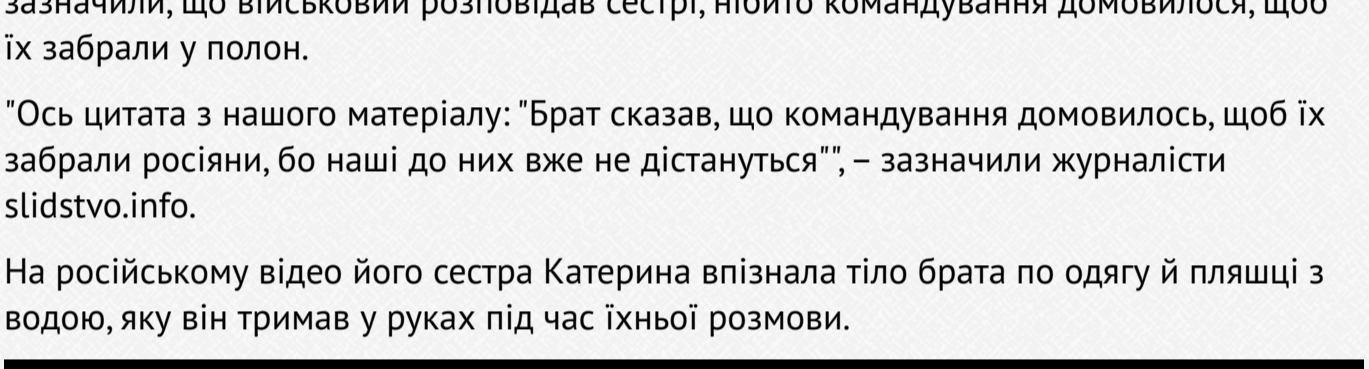 зазначили, що військовий розповідав сестрі, нібито командування домовилося, щоб
їх забрали у полон.
"Ось цитата з нашого матеріалу: "Брат сказав, що командування домовилось, щоб їх
забрали росіяни, бо наші до них вже не дістануться"", – зазначили журналісти
slidstvo.info.
На російському відео його сестра Катерина впізнала тіло брата по одягу й пляшці з
водою, яку він тримав у руках під час їхньої розмови.